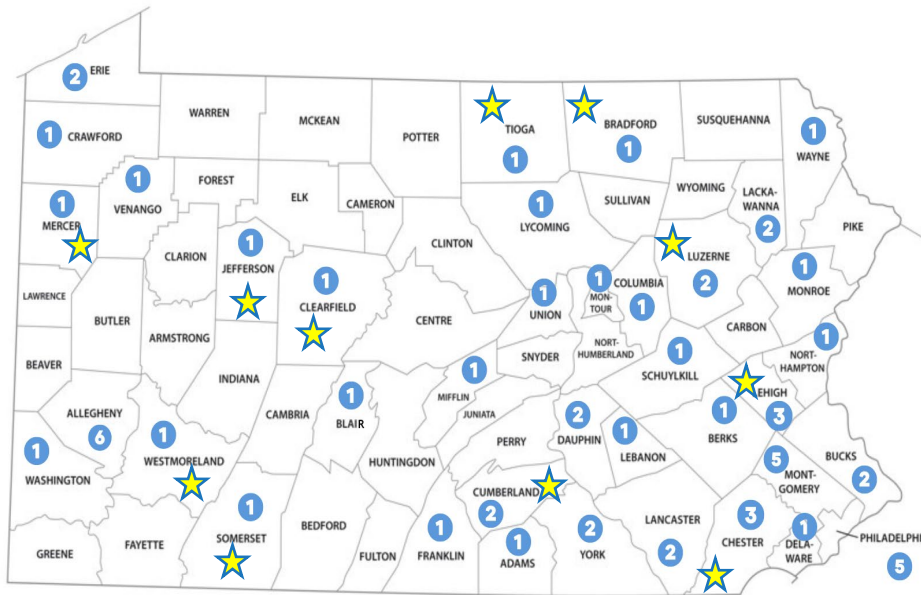 2 ERIE
1 CRAWFORD
WARREN
MCKEAN
POTTER
TIOGA
1
BRADFORD
1
SUSQUEHANNA
1
WAYNE
1
MERCER
1
VENANGO
FOREST
ELK
CAMERON
1
LYCOMING
SULLIVAN
WYOMING
LACKA-
WANNA
2
PIKE
CLARION
1
JEFFERSON
1
CLEARFIELD
CLINTON
LUZERNE
2
1
MONROE
LAWRENCE
BUTLER
ARMSTRONG
CENTRE
1
UNION
1
MON-
TOUR
COLUMBIA
1
CARBON
BEAVER
INDIANA
SNYDER
NORT-
HUMBERLAND
1
SCHUYLKILL
1
NORT-
HAMPTON
EHIGH
3
ALLEGHENY
6
1
WESTMORELAND
CAMBRIA
1
BLAIR
1
MIFFLIN
JUNIATA
PERRY
2
DAUPHIN
1
LEBANON
1
BERKS
1
WASHINGTON
HUNTINGDON
CUMBERLAND
2
5
MONT-
GOMERY
BUCKS
2
GREENE
FAYETTE
1
SOMERSET
BEDFORD
FULTON
1
FRANKLIN
1
ADAMS
2
YORK
LANCASTER
2
3
CHESTER
1
DELA-
WARE
PHILADELPHI
5